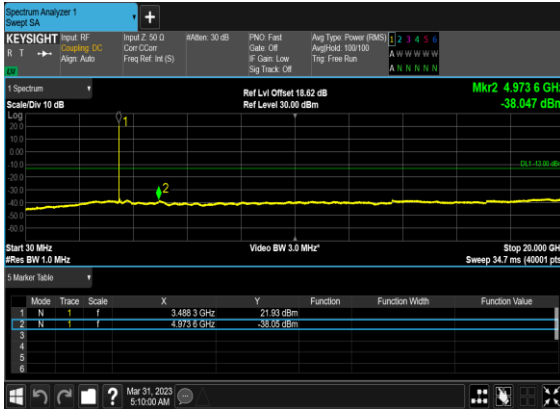 Spectrum Analyzer 1
Swept SA
+
KEYSIGHT Input: RF Input Z: 50 Ω #Atten: 30 dB PNO: Fast Avg Type: Power (RMS) 1 2 3 4 5 6
R T Coupling: DC Corr CCorr Gate: Off Avg|Hold: 100/100 A W W W W W
Align: Auto Freq Ref: Int (S) IF Gain: Low Trig: Free Run
Sig Track: Off A N N N N N
1 Spectrum
Ref Lvl Offset 18.62 dB Mkr2 4.973 6 GHz
Scale/Div 10 dB Ref Level 30.00 dBm -38.047 dBm
Log
1
20.0
10.0
0.00
-10.0
DL1 -13.00 dBm
-20.0
-30.0
2
-40.0
-50.0
-60.0
Start 30 MHz Video BW 3.0 MHz* Stop 20.000 GHz
#Res BW 1.0 MHz Sweep 34.7 ms (40001 pts)
5 Marker Table
Mode Trace Scale X Y Function Function Width Function Value
1 N 1 f 3.488 3 GHz 21.93 dBm
2 N 1 f 4.973 6 GHz -38.05 dBm
3
4
5
6
?
Mar 31, 2023
5:10:00 AM